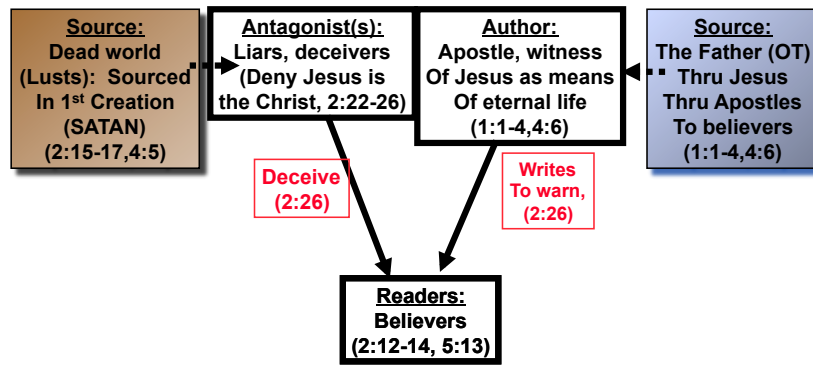 Source:
Dead world
(Lusts): Sourced
In 1st Creation
(SATAN)
(2:15-17,4:5)
Antagonist(s):
Liars, deceivers
(Deny Jesus is
the Christ, 2:22-26)
Author:
Apostle, witness
Of Jesus as means
Of eternal life
(1:1-4,4:6)
Source:
The Father (OT)
Thru Jesus
Thru Apostles
To believers
(1:1-4,4:6)
Deceive
(2:26)
Writes
To warn,
(2:26)
Readers:
Believers
(2:12-14, 5:13)